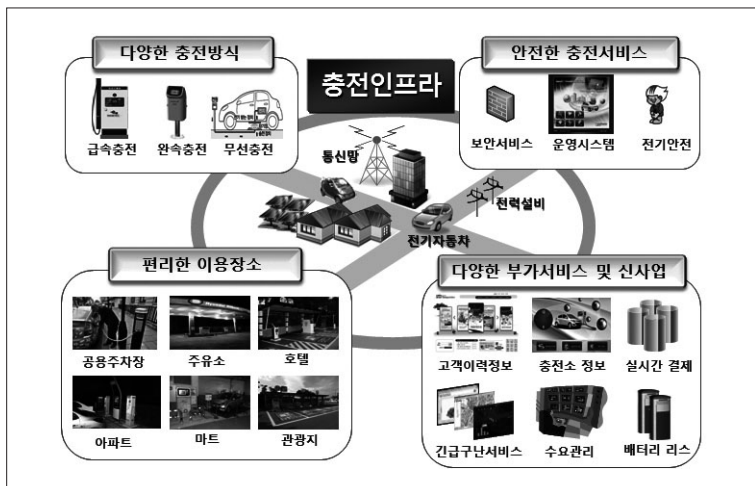 다양한 충전방식
급속충전 완속충전 무선충전
충전인프라
안전한 충전서비스
보안서비스 운영시스템 전기안전
통신망
전력설비
전기자동차
편리한 이용장소
공용주차장 주유소 호텔
아파트 마트 관광지
다양한 부가서비스 및 신사업
고객이력정보 충전소 정보 실시간 결제
긴급구난서비스 수요관리 배터리 리스